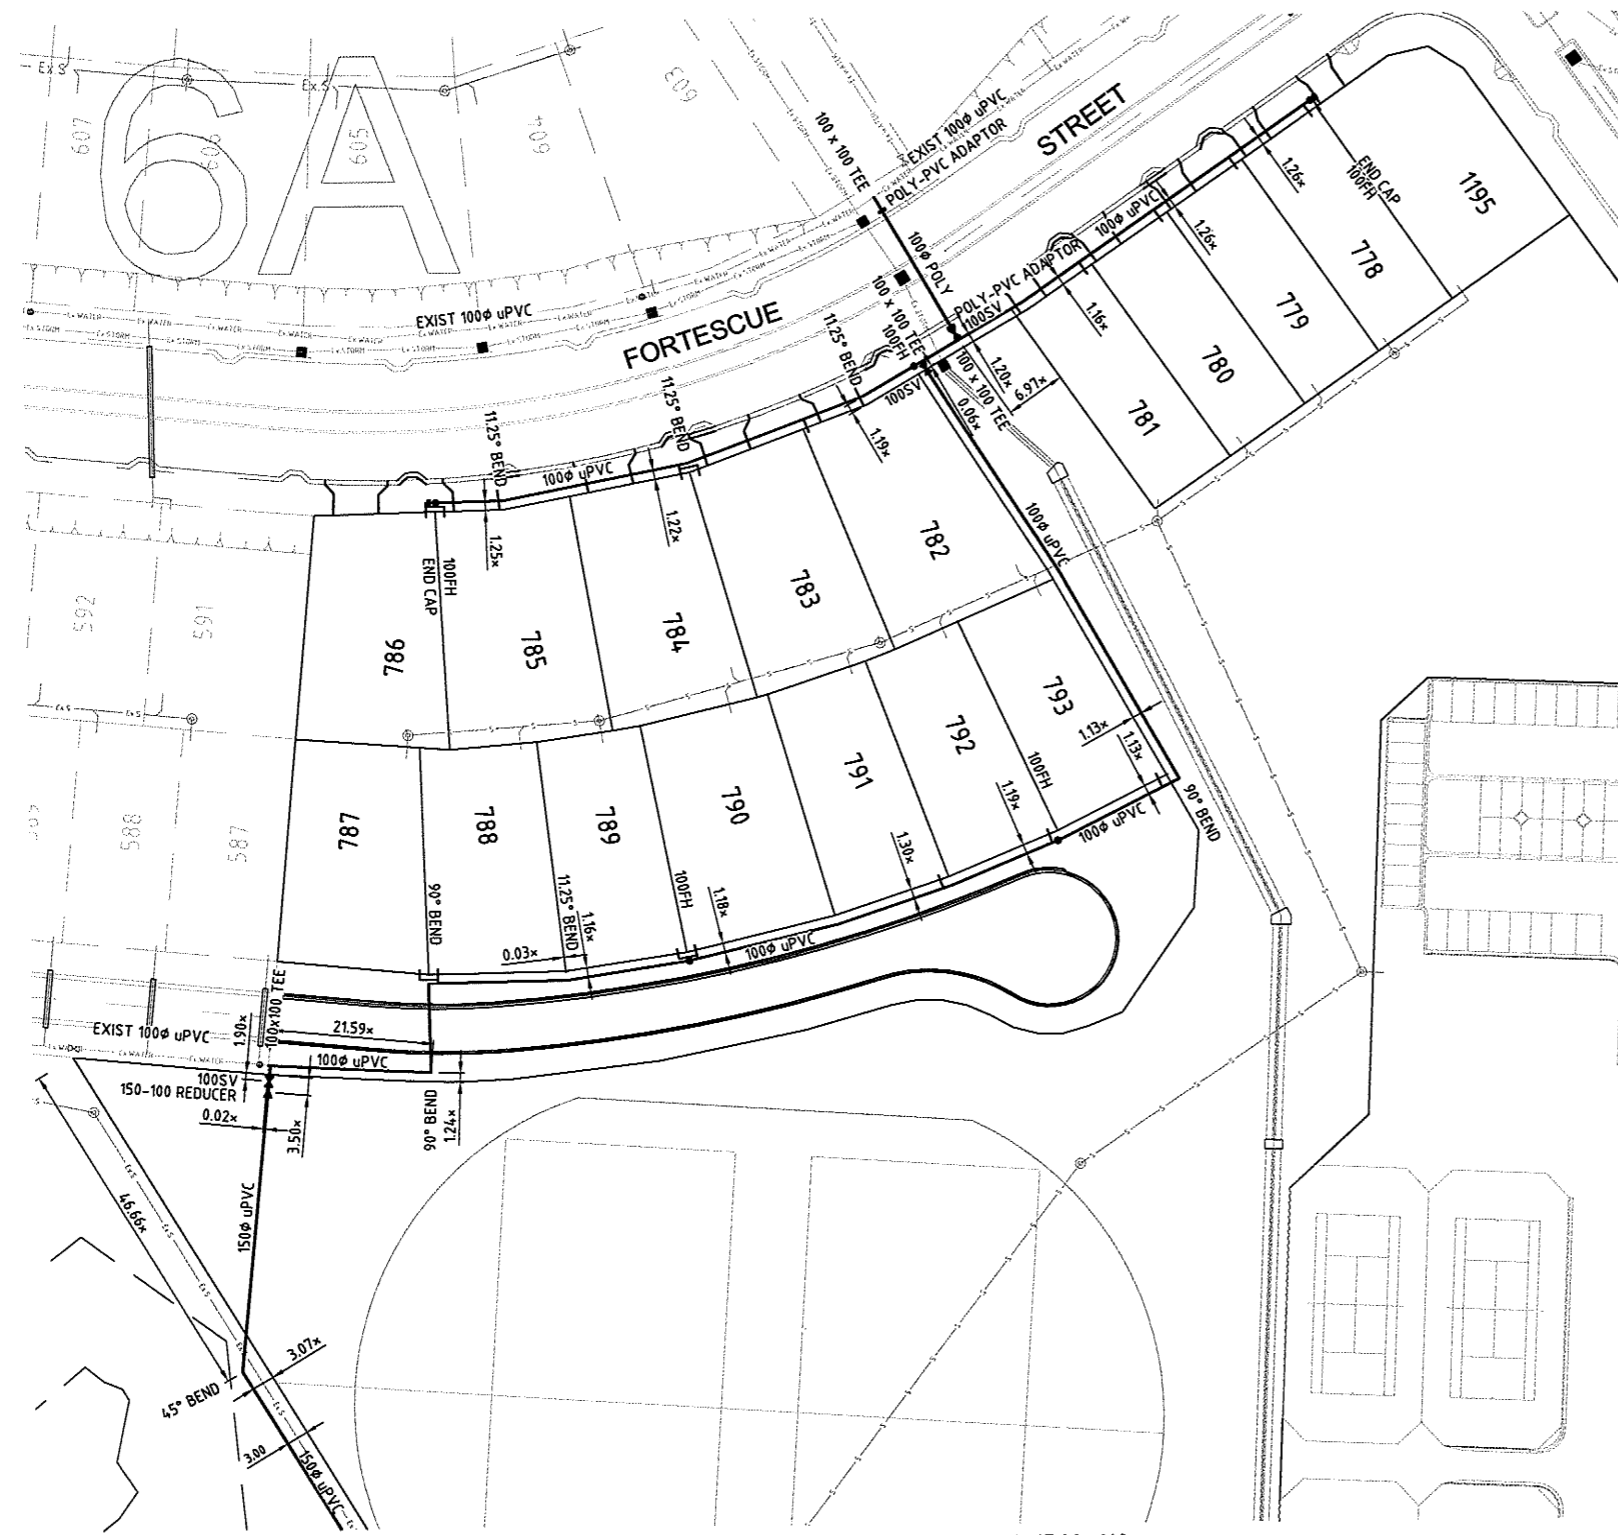 6A
607
606
605
604
603
Ex.S
Ex.S
100 x 100 TEE
EXIST 100ϕ uPVC
POLY-PVC ADAPTOR
STREET
100ϕ POLY
POLY-PVC ADAPTOR
100SV
100ϕ uPVC
1.26x
1.26x
1.16x
END CAP
100FH
1195
778
779
780
781
EXIST 100ϕ uPVC
FORTESCUE
100 x 100 TEE
100FH
11.25° BEND
100SV
100 x 100 TEE
1.20x
6.97x
0.06x
11.25° BEND
11.25° BEND
100ϕ uPVC
1.19x
1.22x
1.25x
100FH
END CAP
100ϕ uPVC
592
591
786
785
784
783
782
793
792
791
790
789
788
787
588
587
1.13x
1.13x
90° BEND
100FH
1.19x
100ϕ uPVC
1.30x
90° BEND
11.25° BEND
1.16x
0.03x
100FH
1.18x
100ϕ uPVC
100x100 TEE
1.90x
EXIST 100ϕ uPVC
21.59x
100ϕ uPVC
100SV
150-100 REDUCER
0.02x
3.50x
90° BEND
1.24x
46.66x
150ϕ uPVC
3.07x
45° BEND
3.00
150ϕ uPVC